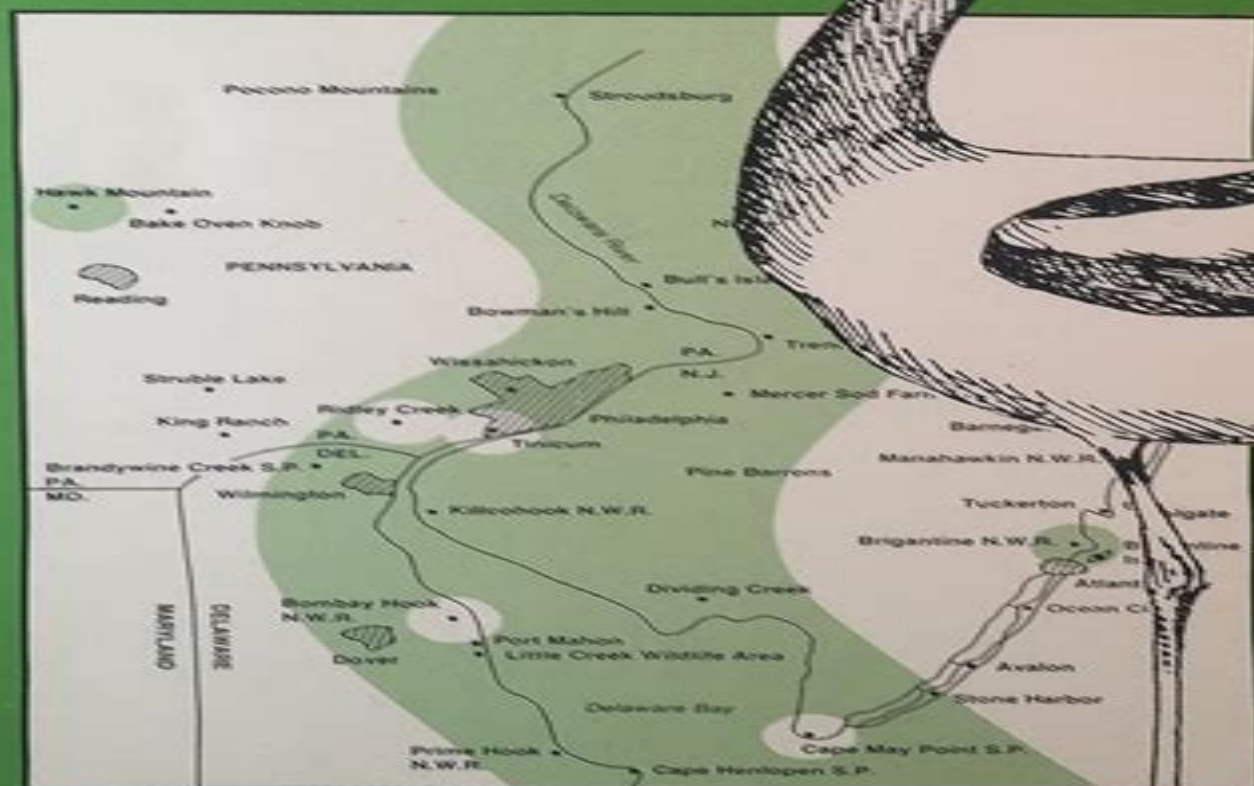 Pocono Mountains
Stroudsburg
Hawk Mountain
Bake Oven Knob
Delaware River
PENNSYLVANIA
Reading
Bull's
Bowman's Hill
PA.
N.J.
Wissahickon
Struble Lake
Mercer Sod
Ridley Creek
King Ranch
Philadelphia
Tinicum
PA.
DEL.
Brandywine Creek S.P.
PA.
MD.
Wilmington
Pine Barrens
Manahawkin N.W.R.
Killcohook N.W.R.
Tuckerton
Brigantine N.W.R.
Dividing Creek
Bombay Hook
N.W.R.
MARYLAND
DELAWARE
Ocean
Port Mahon
Little Creek Wildlife Area
Dover
Avalon
Stone Harbor
Delaware Bay
Prime Hook
N.W.R.
Cape May Point S.P.
Cape Henlopen S.P.